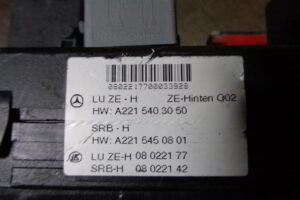 0802217700033928
LU ZE - H ZE-Hinten G02
HW: A221 540 30 50
SRB - H
HW: A221 545 08 01
LU ZE-H 08 0221 77
SRB-H 08 0221 42